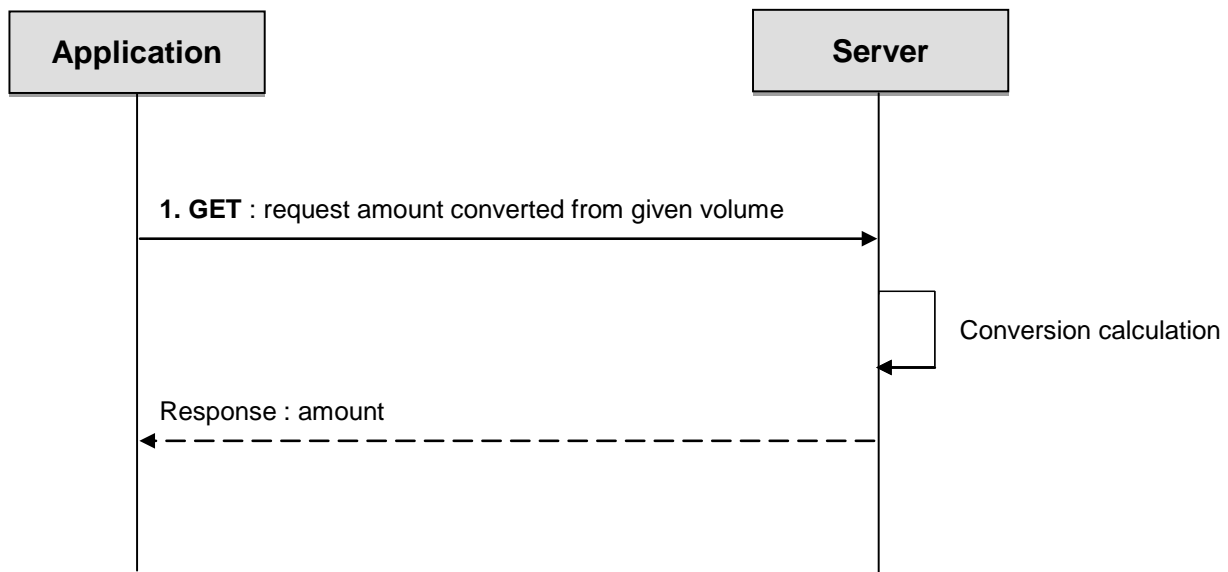 Application
Server
1. GET : request amount converted from given volume
Conversion calculation
Response : amount